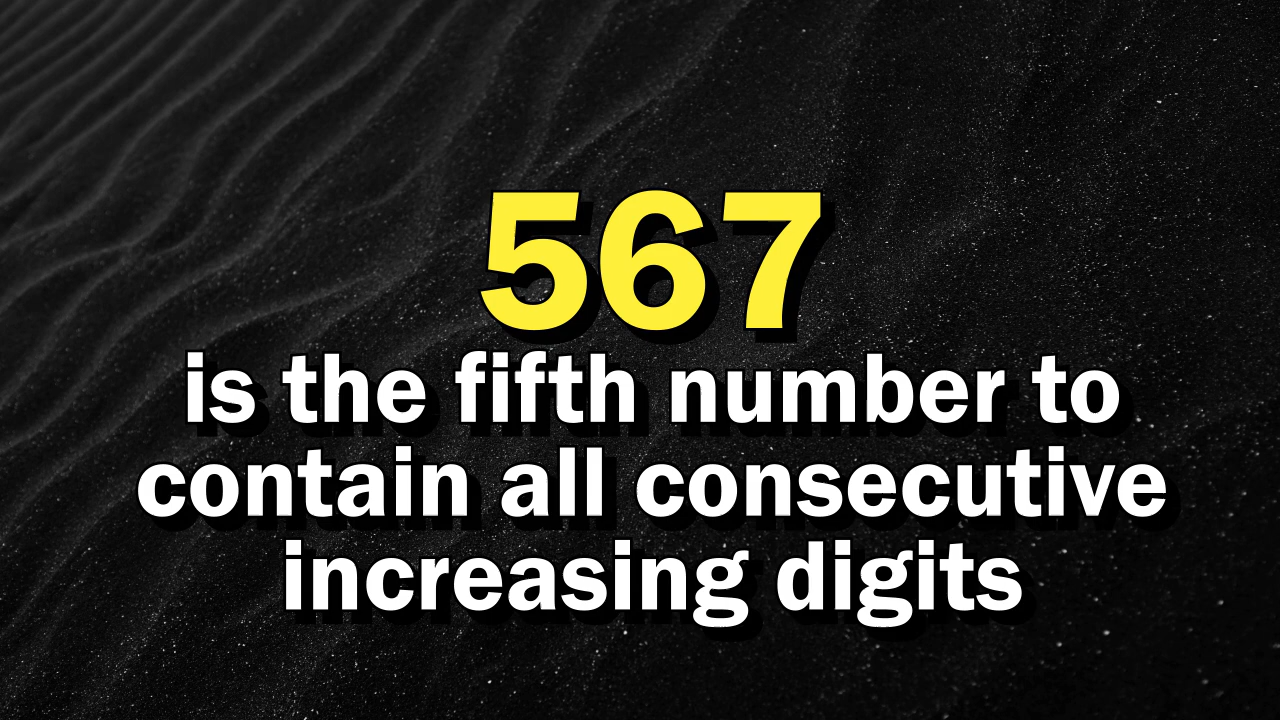 567
is the fifth number to
contain all consecutive
increasing digits